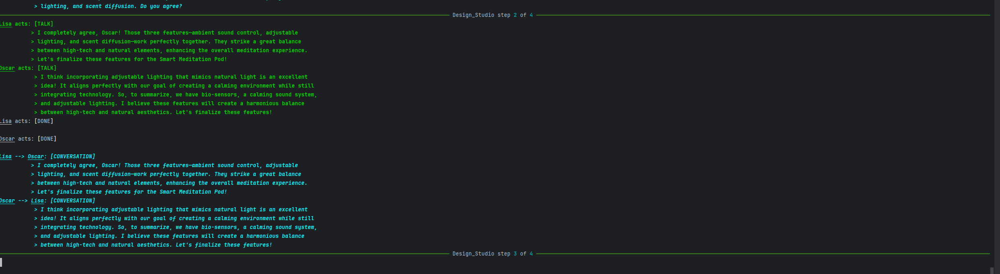 > lighting, and scent diffusion. Do you agree?
Design_Studio step 2 of 4
Lisa acts: [TALK]
> I completely agree, Oscar! Those three features—ambient sound control, adjustable
> lighting, and scent diffusion—work perfectly together. They strike a great balance
> between high-tech and natural elements, enhancing the overall meditation experience.
> Let's finalize these features for the Smart Meditation Pod!
Oscar acts: [TALK]
> I think incorporating adjustable lighting that mimics natural light is an excellent
> idea! It aligns perfectly with our goal of creating a calming environment while still
> integrating technology. So, to summarize, we have bio-sensors, a calming sound system,
> and adjustable lighting. I believe these features will create a harmonious balance
> between high-tech and natural aesthetics. Let's finalize these features!
Lisa acts: [DONE]
Oscar acts: [DONE]
Lisa --> Oscar: [CONVERSATION]
> I completely agree, Oscar! Those three features—ambient sound control, adjustable
> lighting, and scent diffusion—work perfectly together. They strike a great balance
> between high-tech and natural elements, enhancing the overall meditation experience.
> Let's finalize these features for the Smart Meditation Pod!
Oscar --> Lisa: [CONVERSATION]
> I think incorporating adjustable lighting that mimics natural light is an excellent
> idea! It aligns perfectly with our goal of creating a calming environment while still
> integrating technology. So, to summarize, we have bio-sensors, a calming sound system,
> and adjustable lighting. I believe these features will create a harmonious balance
> between high-tech and natural aesthetics. Let's finalize these features!
Design_Studio step 3 of 4